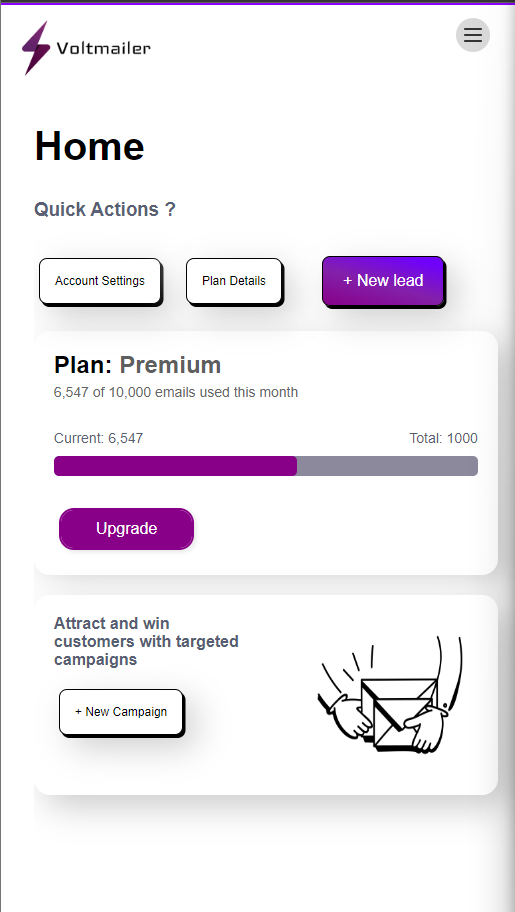 Voltmailer
Home
Quick Actions ?
Account Settings
Plan Details
+ New lead
Plan: Premium
6,547 of 10,000 emails used this month
Current: 6,547
Total: 1000
Upgrade
Attract and win
customers with targeted
campaigns
+ New Campaign